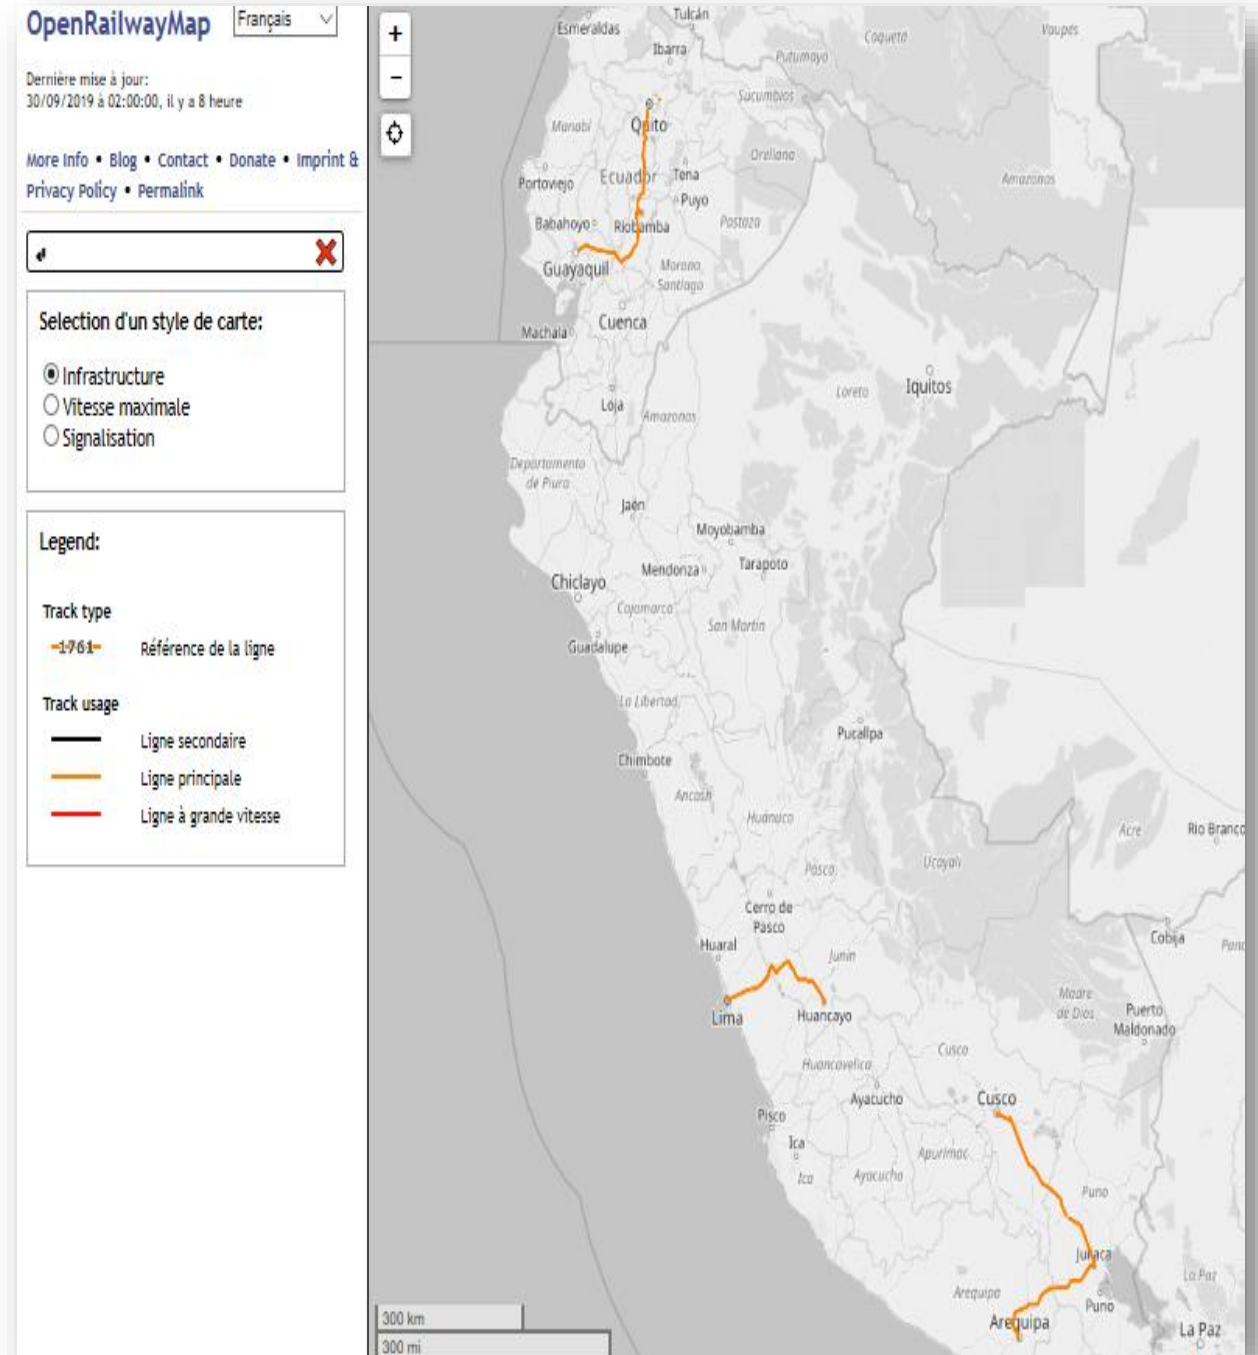 OpenRailwayMap
Français
Dernière mise à jour:
30/09/2019 à 02:00:00, il y a 8 heure
More Info • Blog • Contact • Donate • Imprint &
Privacy Policy • Permalink
Selection d'un style de carte:
Infrastructure
Vitesse maximale
Signalisation
Legend:
Track type
1761
Référence de la ligne
Track usage
Ligne secondaire
Ligne principale
Ligne à grande vitesse
+
−
Esmeraldas
Tulcán
Ibarra
Caquetá
Vaupés
Putumayo
Sucumbíos
Quito
Manabí
Orellana
Portoviejo
Ecuador
Tena
Amazonas
Puyo
Babahoyo
Riobamba
Pastaza
Guayaquil
Morona
Santiago
Machala
Cuenca
Iquitos
Loreto
Loja
Amazonas
Departamento
de Piura
Jaén
Moyobamba
Mendonza
Tarapoto
Chiclayo
Cajamarca
San Martín
Guadalupe
La Libertad
Pucallpa
Chimbote
Ancash
Huánuco
Acre
Rio Branco
Pasco
Ucayali
Cerro de
Pasco
Huaral
Junín
Cobija
Pand
Lima
Huancayo
Madre
de Dios
Puerto
Maldonado
Huancavelica
Cusco
Ayacucho
Cusco
Pisco
Ica
Ica
Ayacucho
Apurímac
Puno
Juliaca
Arequipa
Puno
La Paz
Arequipa
La Paz
300 km
300 mi